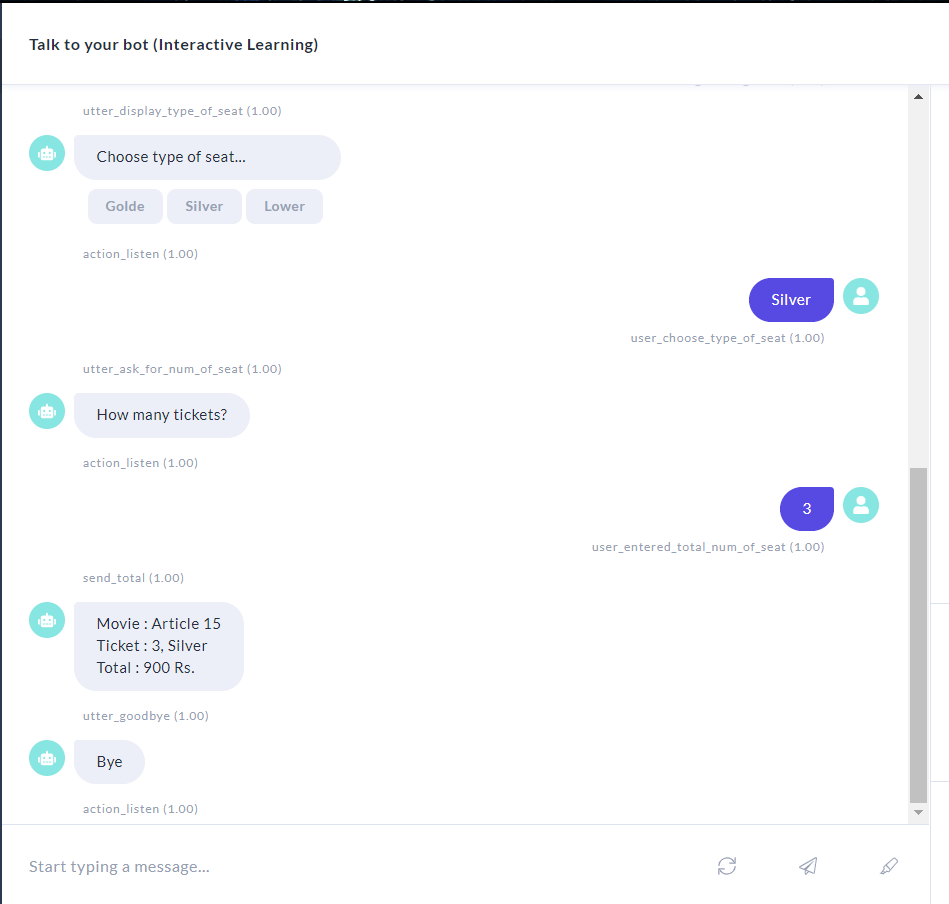 Talk to your bot (Interactive Learning)
utter_display_type_of_seat (1.00)
Choose type of seat...
Golde Silver Lower
action_listen (1.00)
Silver
user_choose_type_of_seat (1.00)
utter_ask_for_num_of_seat (1.00)
How many tickets?
action_listen (1.00)
3
user_entered_total_num_of_seat (1.00)
send_total (1.00)
Movie : Article 15
Ticket : 3, Silver
Total : 900 Rs.
utter_goodbye (1.00)
Bye
action_listen (1.00)
Start typing a message...